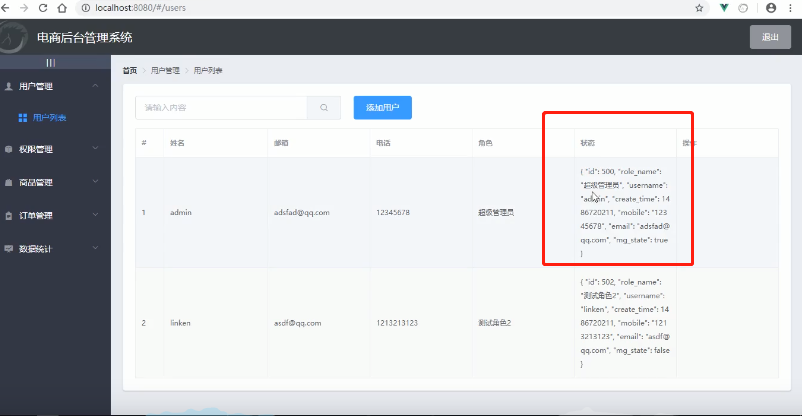 localhost:8080/#/users
电商后台管理系统
退出
|||
首页 > 用户管理 > 用户列表
用户管理
用户列表
权限管理
商品管理
订单管理
数据统计
请输入内容
添加用户
# 姓名 邮箱 电话 角色 状态 操作
1 admin adsfad@qq.com 12345678 超级管理员
{ "id": 500, "role_name":
"超级管理员", "username":
"admin", "create_time": 14
86720211, "mobile": "123
45678", "email": "adsfad@
qq.com", "mg_state": true
}
2 linken asdf@qq.com 1213213123 测试角色2
{ "id": 502, "role_name":
"测试角色2", "username":
"linken", "create_time": 14
86720211, "mobile": "121
3213123", "email": "asdf@
qq.com", "mg_state": false
}